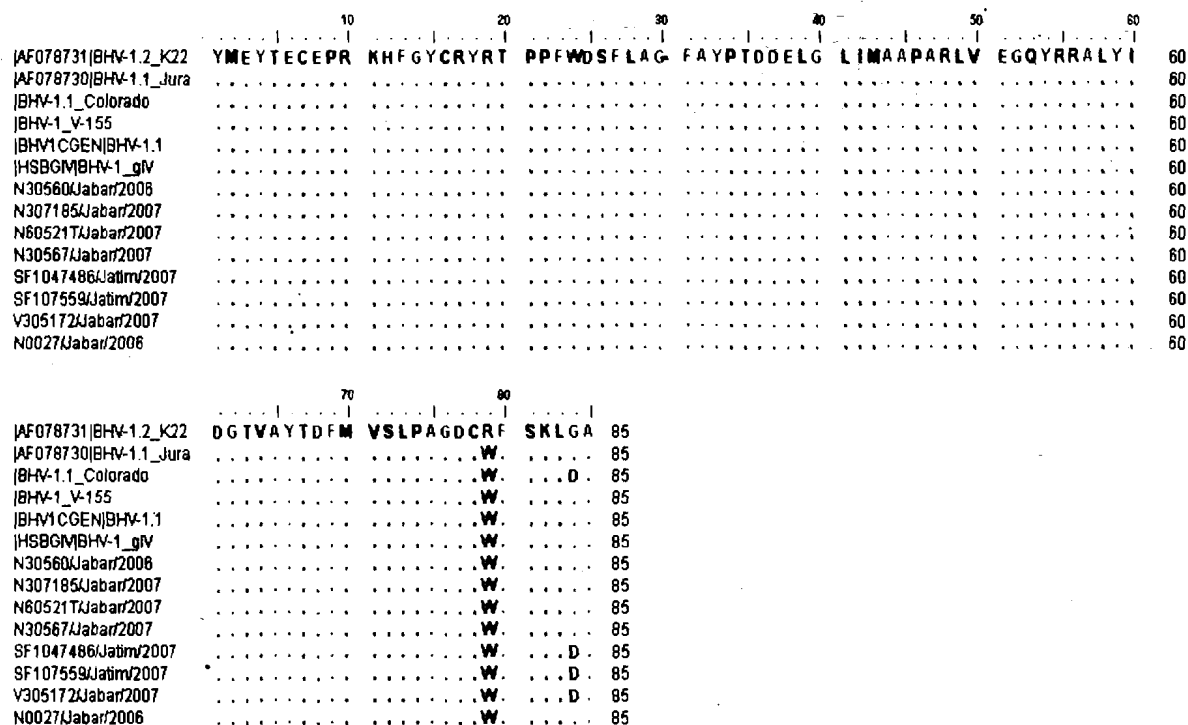 10 20 30 40 50 60
|AF078731|BHV-1.2_K22 YMEYTECEPR KHFGYCRYRT PPFWDSFLAG FAYPTDDELG LIMAAPARLV EGQYRRALYI 60
|AF078730|BHV-1.1_Jura .......... .......... .......... .......... .......... .......... 60
|BHV-1.1_Colorado .......... .......... .......... .......... .......... .......... 60
|BHV-1_V-155 .......... .......... .......... .......... .......... .......... 60
|BHV1CGEN|BHV-1.1 .......... .......... .......... .......... .......... .......... 60
|HSBGIV|BHV-1_gIV .......... .......... .......... .......... .......... .......... 60
N30560/Jabar/2006 .......... .......... .......... .......... .......... .......... 60
N307185/Jabar/2007 .......... .......... .......... .......... .......... .......... 60
N60521T/Jabar/2007 .......... .......... .......... .......... .......... .......... 60
N30567/Jabar/2007 .......... .......... .......... .......... .......... .......... 60
SF1047486/Jatim/2007 .......... .......... .......... .......... .......... .......... 60
SF107559/Jatim/2007 .......... .......... .......... .......... .......... .......... 60
V305172/Jabar/2007 .......... .......... .......... .......... .......... .......... 60
N0027/Jabar/2006 .......... .......... .......... .......... .......... .......... 60
70 80
|AF078731|BHV-1.2_K22 DGTVAYTDFM VSLPAGDCRF SKLGA 85
|AF078730|BHV-1.1_Jura .......... ........W. ..... 85
|BHV-1.1_Colorado .......... ........W. ...D. 85
|BHV-1_V-155 .......... ........W. ..... 85
|BHV1CGEN|BHV-1.1 .......... ........W. ..... 85
|HSBGIV|BHV-1_gIV .......... ........W. ..... 85
N30560/Jabar/2006 .......... ........W. ..... 85
N307185/Jabar/2007 .......... ........W. ..... 85
N60521T/Jabar/2007 .......... ........W. ..... 85
N30567/Jabar/2007 .......... ........W. ..... 85
SF1047486/Jatim/2007 .......... ........W. ...D. 85
SF107559/Jatim/2007 .......... ........W. ...D. 85
V305172/Jabar/2007 .......... ........W. ...D. 85
N0027/Jabar/2006 .......... ........W. ..... 85